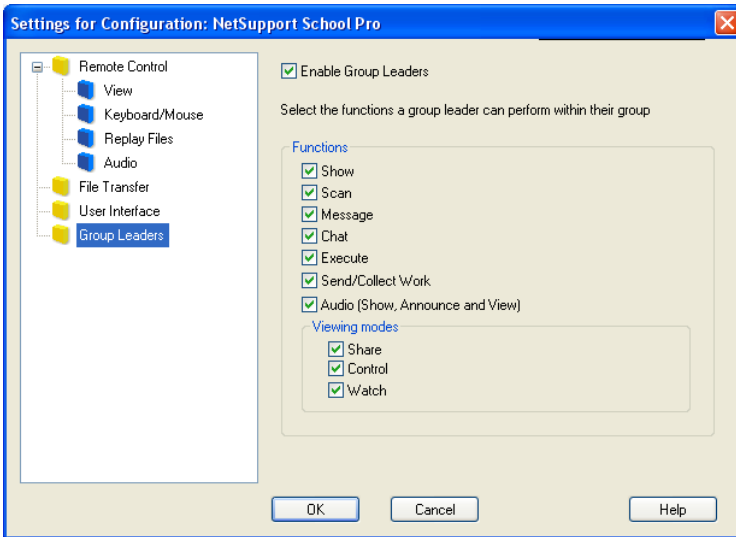 Settings for Configuration: NetSupport School Pro
Remote Control
View
Keyboard/Mouse
Replay Files
Audio
File Transfer
User Interface
Group Leaders
Enable Group Leaders
Select the functions a group leader can perform within their group
Functions
Show
Scan
Message
Chat
Execute
Send/Collect Work
Audio (Show, Announce and View)
Viewing modes
Share
Control
Watch
OK
Cancel
Help